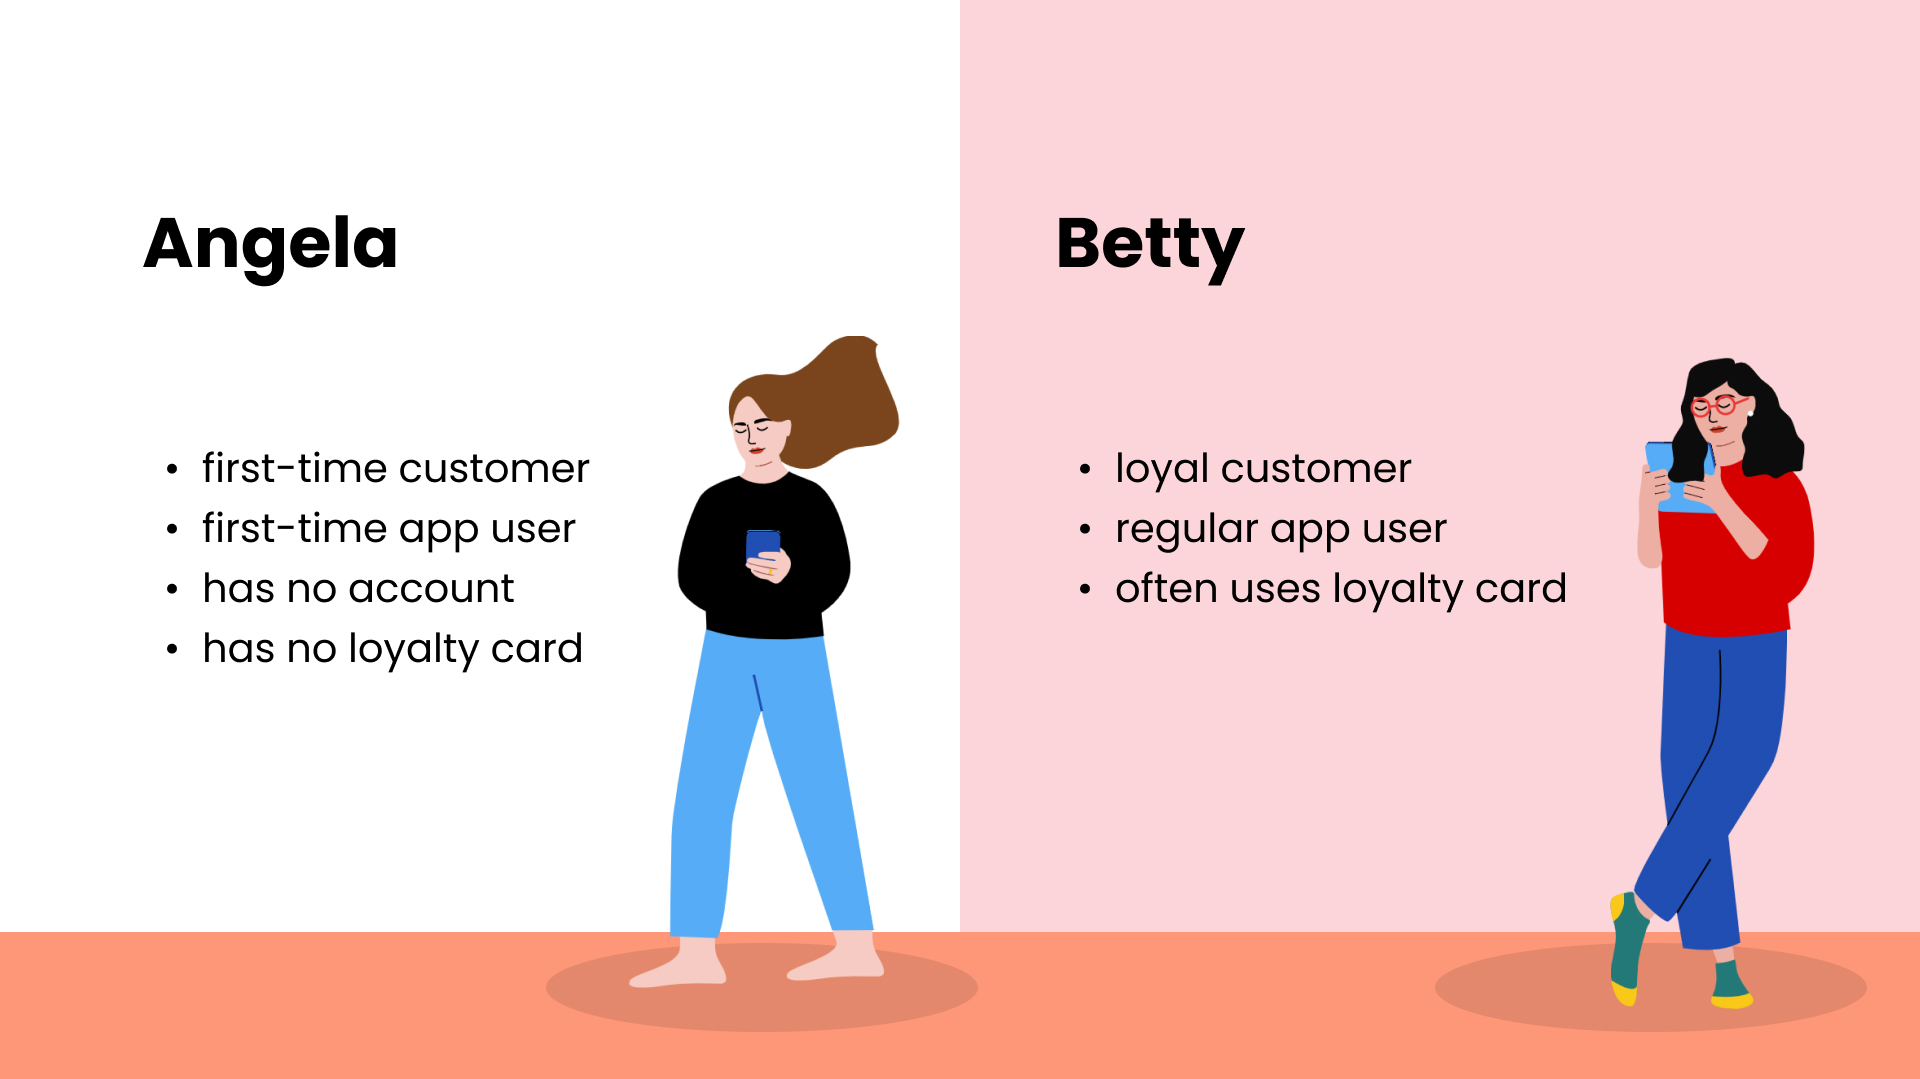 Angela
• first-time customer
• first-time app user
• has no account
• has no loyalty card
Betty
• loyal customer
• regular app user
• often uses loyalty card